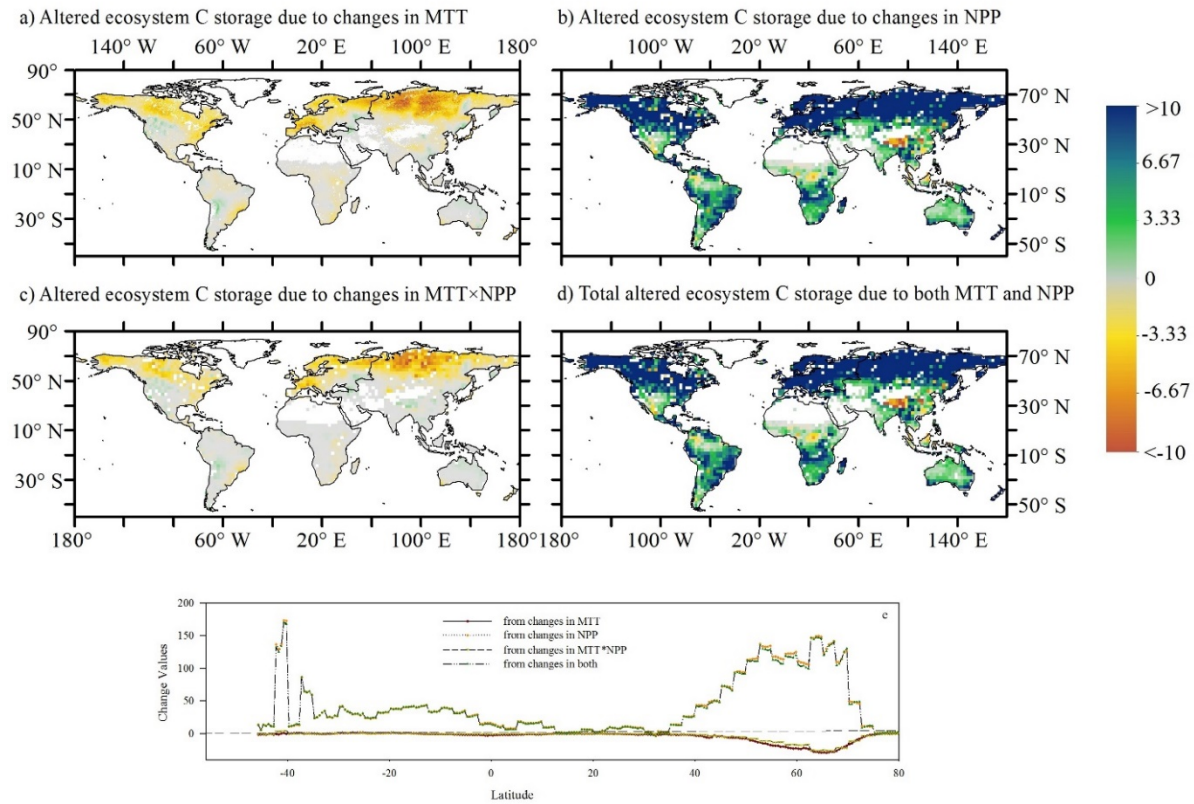 a) Altered ecosystem C storage due to changes in MTT
b) Altered ecosystem C storage due to changes in NPP
140° W 60° W 20° E 100° E 180°
100° W 20° W 60° E 140° E
90°
50° N
10° N
30° S
70° N
30° N
10° S
50° S
>10
6.67
3.33
0
-3.33
-6.67
<-10
c) Altered ecosystem C storage due to changes in MTT×NPP
d) Total altered ecosystem C storage due to both MTT and NPP
90°
50° N
10° N
30° S
70° N
30° N
10° S
50° S
180° 60° W 20° E 100° E 180°
100° W 20° W 60° E 140° E
e
from changes in MTT
from changes in NPP
from changes in MTT*NPP
from changes in both
Change Values
200
150
100
50
0
-40 -20 0 20 40 60 80
Latitude